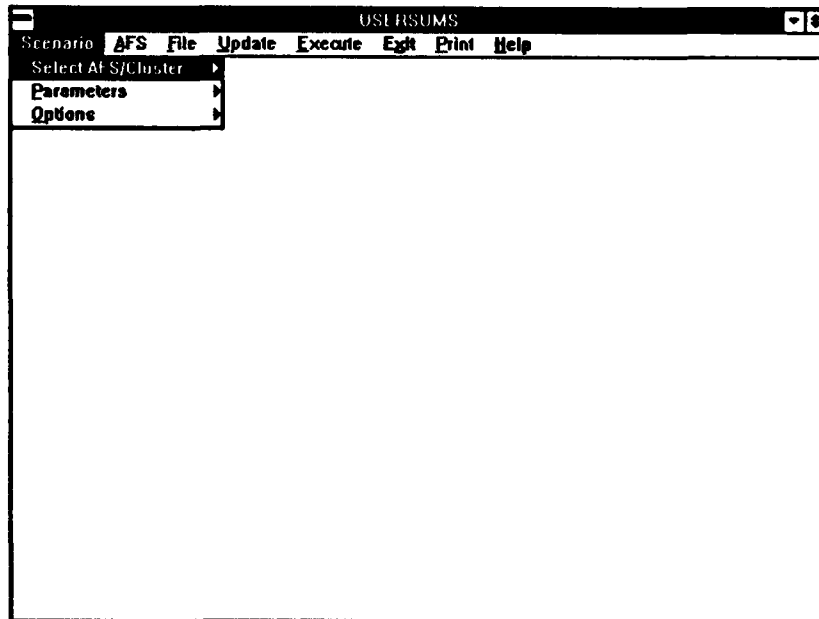 USERSUMS
Scenario AFS File Update Execute Exit Print Help
Select AFS/Cluster
Parameters
Options